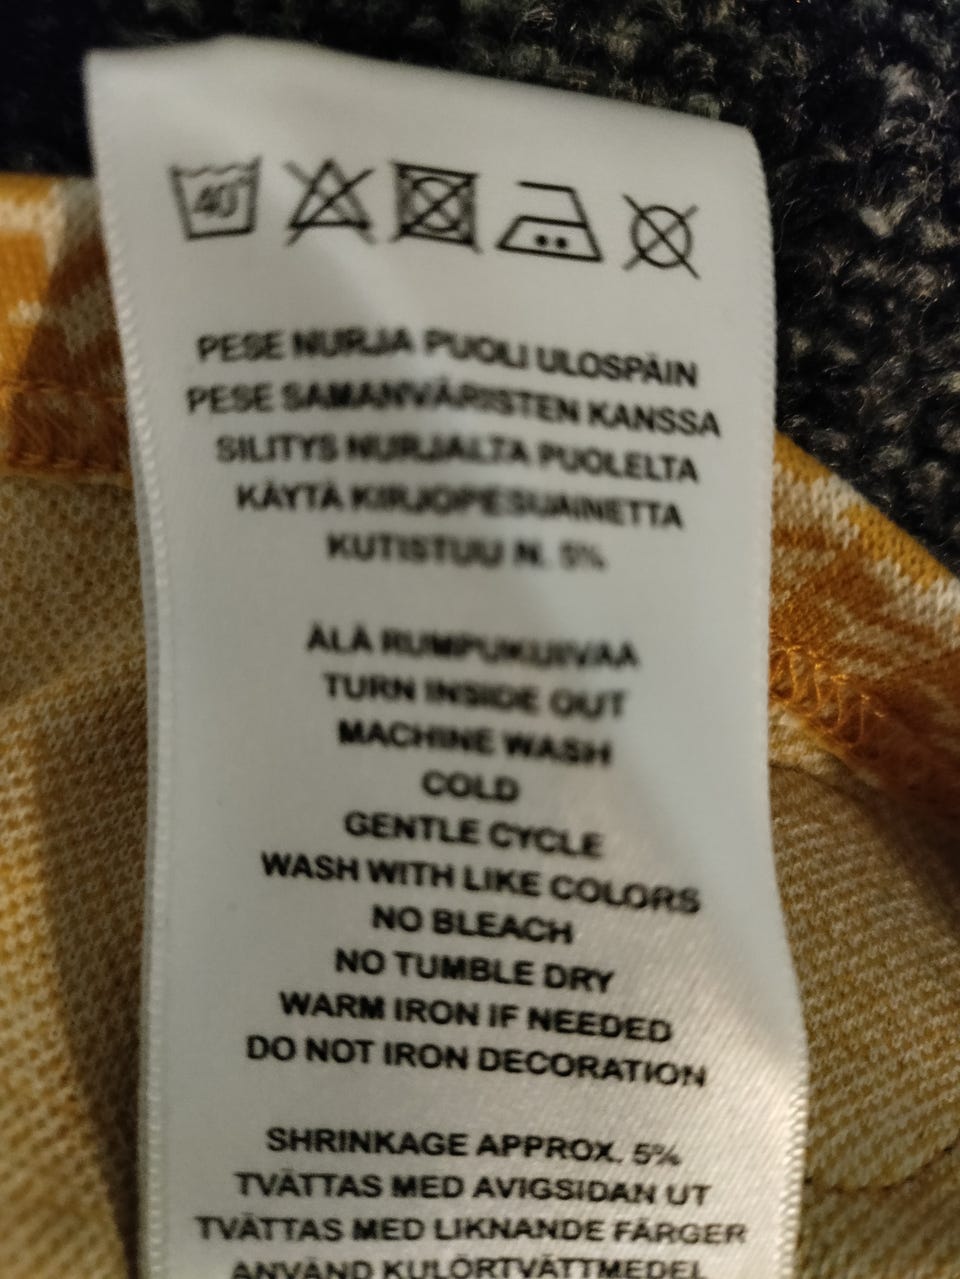 40°
PESE NURJA PUOLI ULOSPÄIN
PESE SAMANVÄRISTEN KANSSA
SILITYS NURJALTA PUOLELTA
KÄYTÄ KIRJOPESUAINETTA
KUTISTUU N. 5%
ÄLÄ RUMPUKUIVAA
TURN INSIDE OUT
MACHINE WASH
COLD
GENTLE CYCLE
WASH WITH LIKE COLORS
NO BLEACH
NO TUMBLE DRY
WARM IRON IF NEEDED
DO NOT IRON DECORATION
SHRINKAGE APPROX. 5%
TVÄTTAS MED AVIGSIDAN UT
TVÄTTAS MED LIKNANDE FÄRGER
ANVÄND KULÖRTVÄTTMEDEL